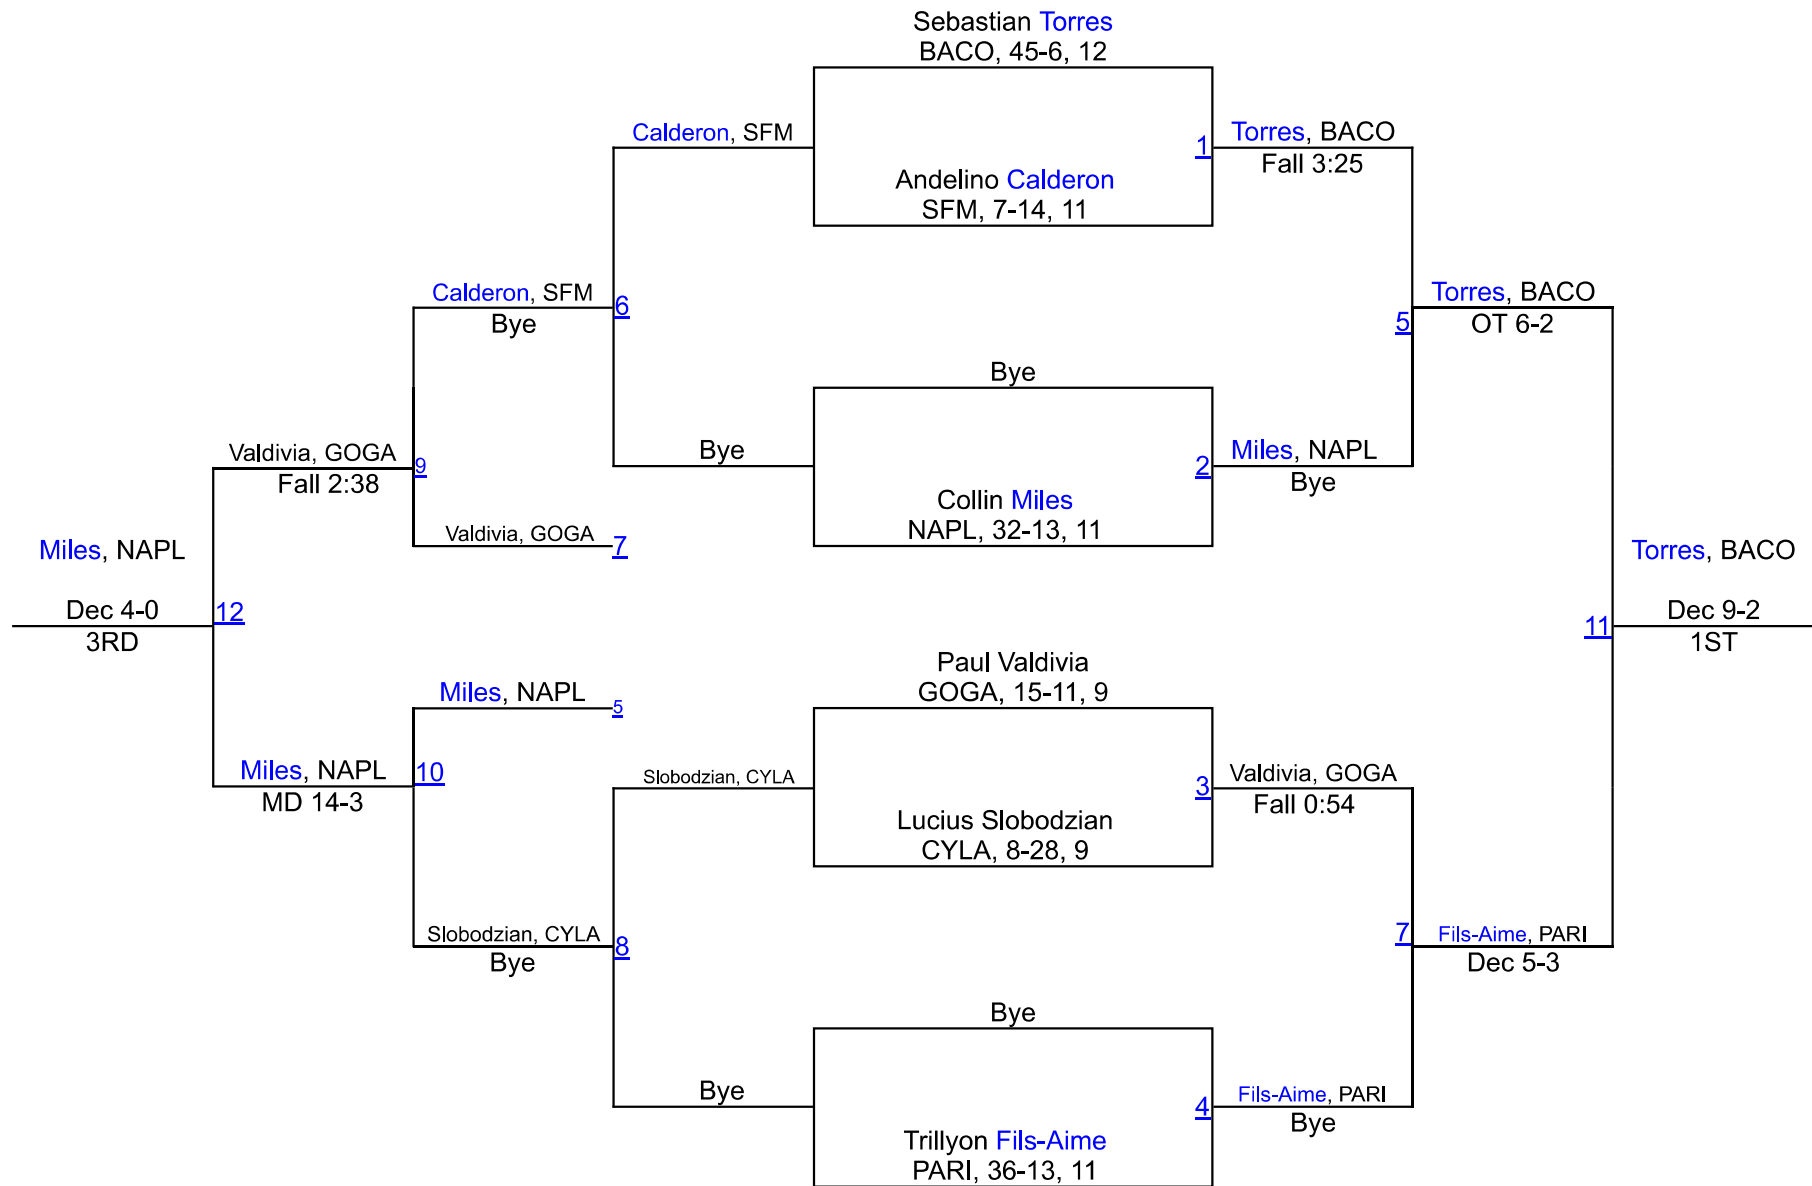 Sebastian Torres
BACO, 45-6, 12
Calderon, SFM
1
Torres, BACO
Fall 3:25
Andelino Calderon
SFM, 7-14, 11
Calderon, SFM
Bye
6
5
Torres, BACO
OT 6-2
Bye
Valdivia, GOGA
Fall 2:38
9
Bye
2
Miles, NAPL
Bye
Collin Miles
NAPL, 32-13, 11
Valdivia, GOGA
7
Miles, NAPL
Dec 4-0
3RD
12
Torres, BACO
Dec 9-2
1ST
11
Paul Valdivia
GOGA, 15-11, 9
Miles, NAPL
5
Miles, NAPL
MD 14-3
10
Slobodzian, CYLA
3
Valdivia, GOGA
Fall 0:54
Lucius Slobodzian
CYLA, 8-28, 9
Slobodzian, CYLA
Bye
8
7
Fils-Aime, PARI
Dec 5-3
Bye
Bye
4
Fils-Aime, PARI
Bye
Trillyon Fils-Aime
PARI, 36-13, 11